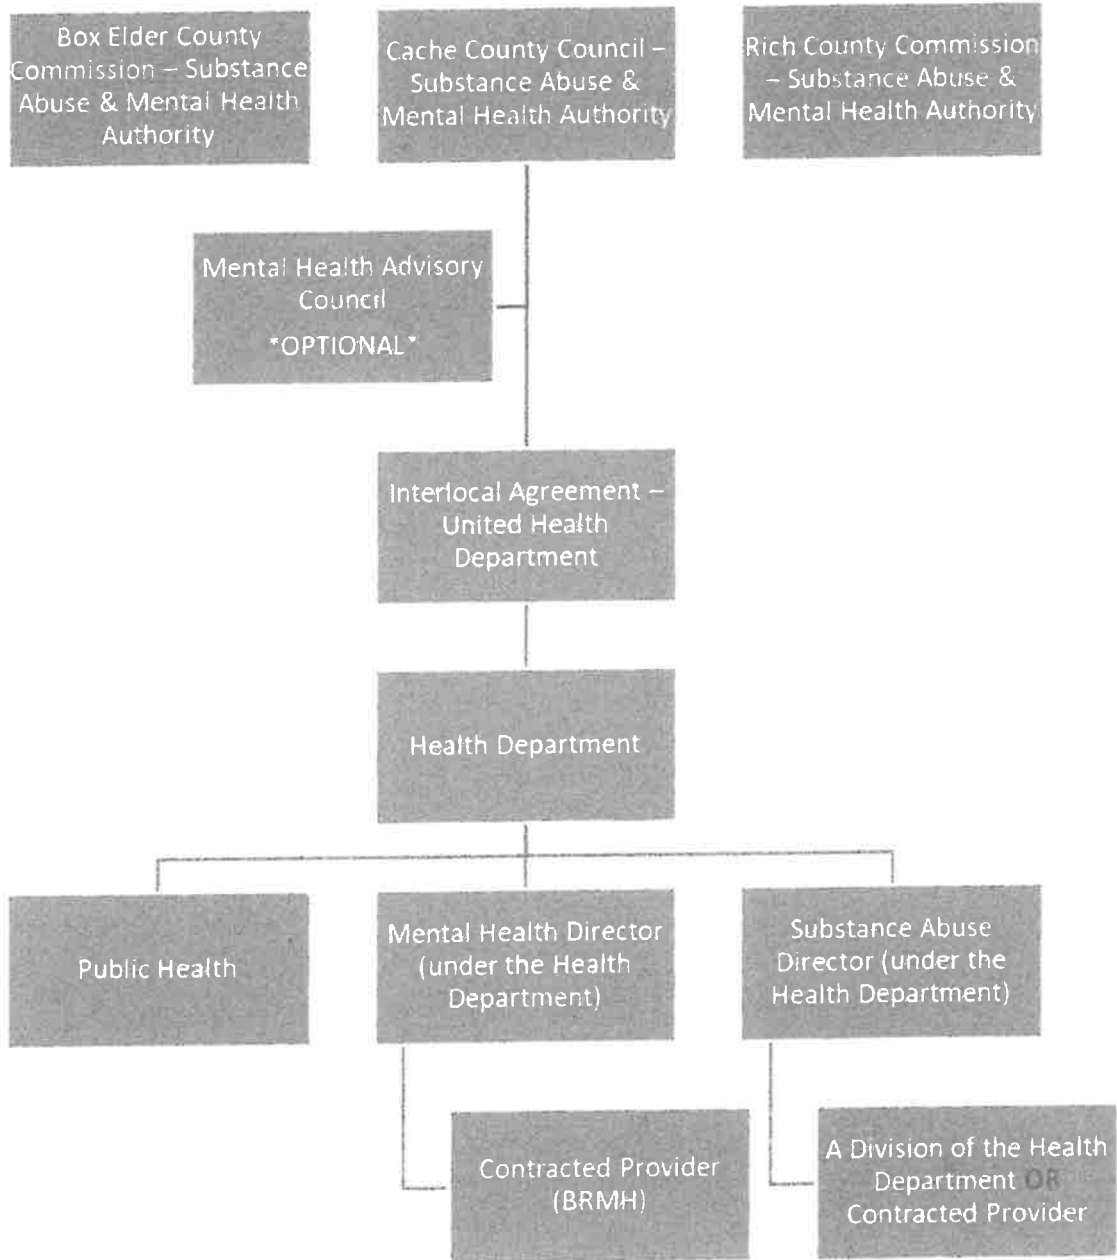 Box Elder County
Commission – Substance
Abuse & Mental Health
Authority
Cache County Council –
Substance Abuse &
Mental Health Authority
Rich County Commission
– Substance Abuse &
Mental Health Authority
Mental Health Advisory
Council
*OPTIONAL*
Interlocal Agreement –
United Health
Department
Health Department
Public Health
Mental Health Director
(under the Health
Department)
Substance Abuse
Director (under the
Health Department)
Contracted Provider
(BRMH)
A Division of the Health
Department OR
Contracted Provider